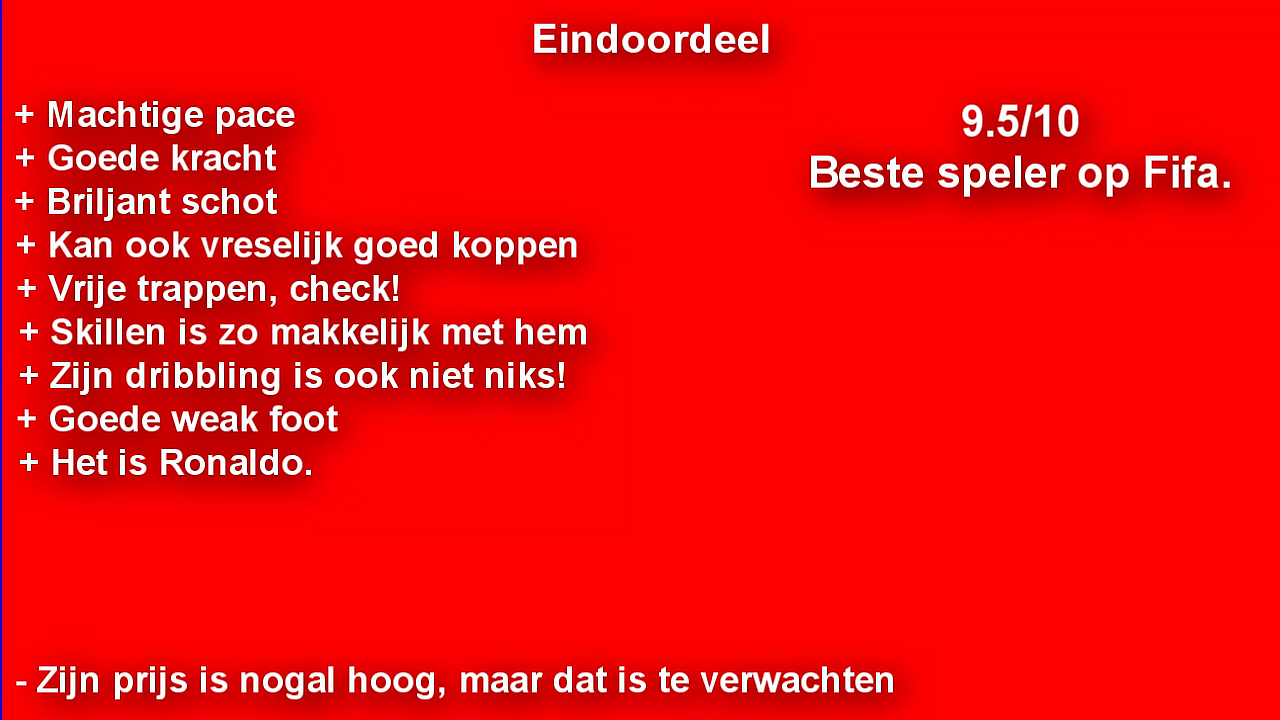 Eindoordeel
+ Machtige pace
+ Goede kracht
+ Briljant schot
+ Kan ook vreselijk goed koppen
+ Vrije trappen, check!
+ Skillen is zo makkelijk met hem
+ Zijn dribbling is ook niet niks!
+ Goede weak foot
+ Het is Ronaldo.
9.5/10
Beste speler op Fifa.
- Zijn prijs is nogal hoog, maar dat is te verwachten